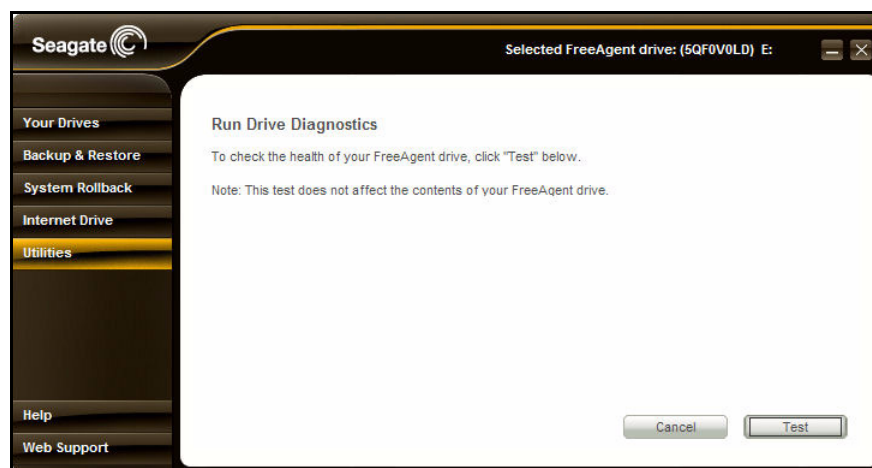 Seagate
Selected FreeAgent drive: (5QF0V0LD) E:
Your Drives
Backup & Restore
System Rollback
Internet Drive
Utilities
Help
Web Support
Run Drive Diagnostics
To check the health of your FreeAgent drive, click "Test" below.
Note: This test does not affect the contents of your FreeAgent drive.
Cancel
Test